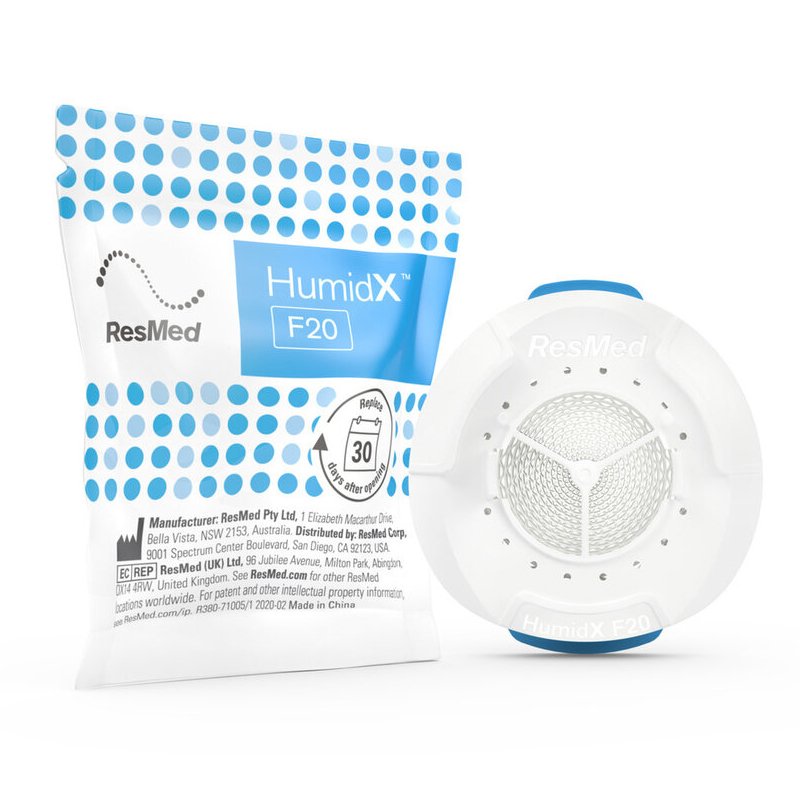 ResMed
HumidX™
F20
Replace
30
days after opening
Manufacturer: ResMed Pty Ltd, 1 Elizabeth Macarthur Drive,
Bella Vista, NSW 2153, Australia. Distributed by: ResMed Corp,
9001 Spectrum Center Boulevard, San Diego, CA 92123, USA.
EC REP ResMed (UK) Ltd, 96 Jubilee Avenue, Milton Park, Abingdon,
OX14 4RW, United Kingdom. See ResMed.com for other ResMed
locations worldwide. For patent and other intellectual property information,
see ResMed.com/ip. R380-71005/1 2020-02 Made in China
ResMed
HumidX F20